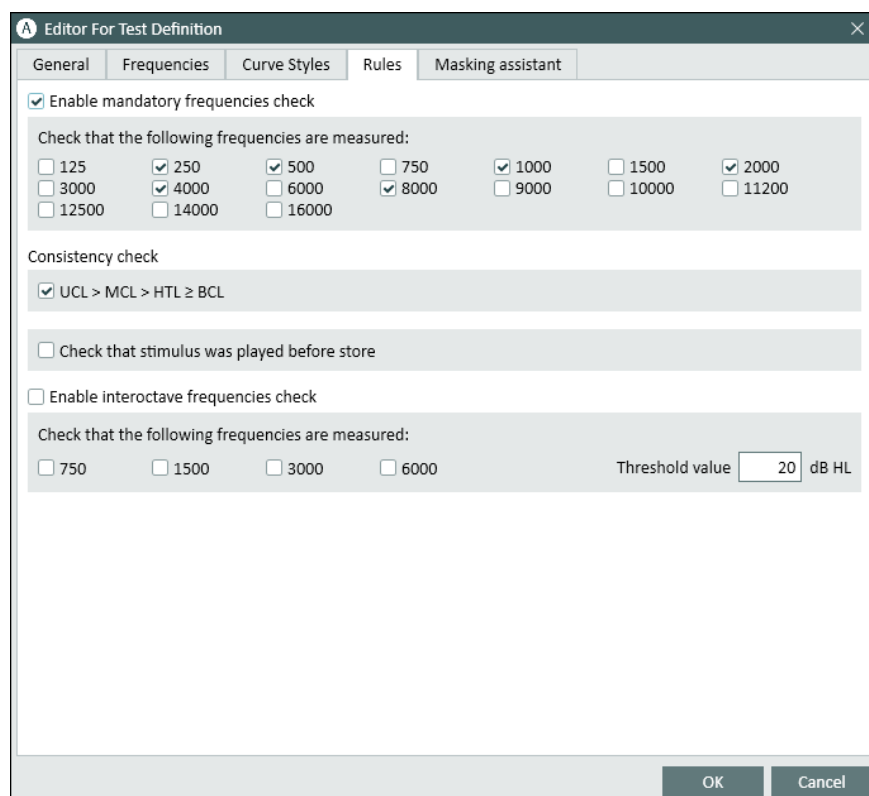 A Editor For Test Definition
General Frequencies Curve Styles Rules Masking assistant
Enable mandatory frequencies check
Check that the following frequencies are measured:
125 250 500 750 1000 1500 2000
3000 4000 6000 8000 9000 10000 11200
12500 14000 16000
Consistency check
UCL > MCL > HTL ≥ BCL
Check that stimulus was played before store
Enable interoctave frequencies check
Check that the following frequencies are measured:
750 1500 3000 6000 Threshold value 20 dB HL
OK Cancel